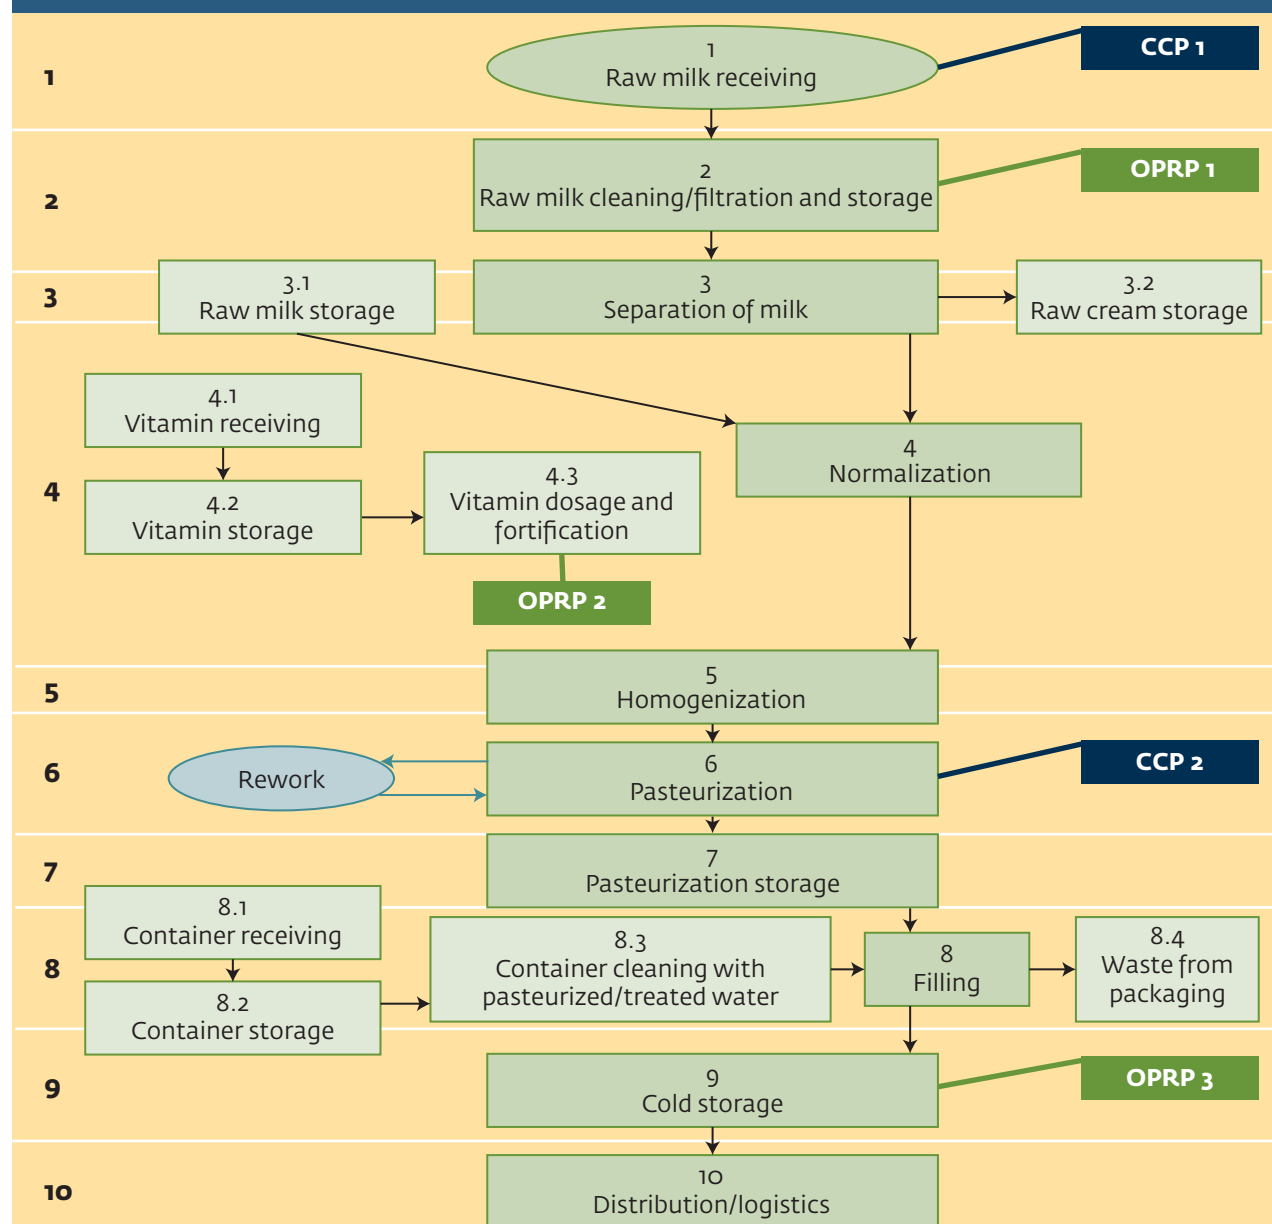 1
1
Raw milk receiving
CCP 1
2
2
Raw milk cleaning/filtration and storage
OPRP 1
3
3.1
Raw milk storage
3
Separation of milk
3.2
Raw cream storage
4
4.1
Vitamin receiving
4.2
Vitamin storage
4.3
Vitamin dosage and
fortification
OPRP 2
4
Normalization
5
5
Homogenization
6
Rework
6
Pasteurization
CCP 2
7
7
Pasteurization storage
8
8.1
Container receiving
8.2
Container storage
8.3
Container cleaning with
pasteurized/treated water
8
Filling
8.4
Waste from
packaging
9
9
Cold storage
OPRP 3
10
10
Distribution/logistics